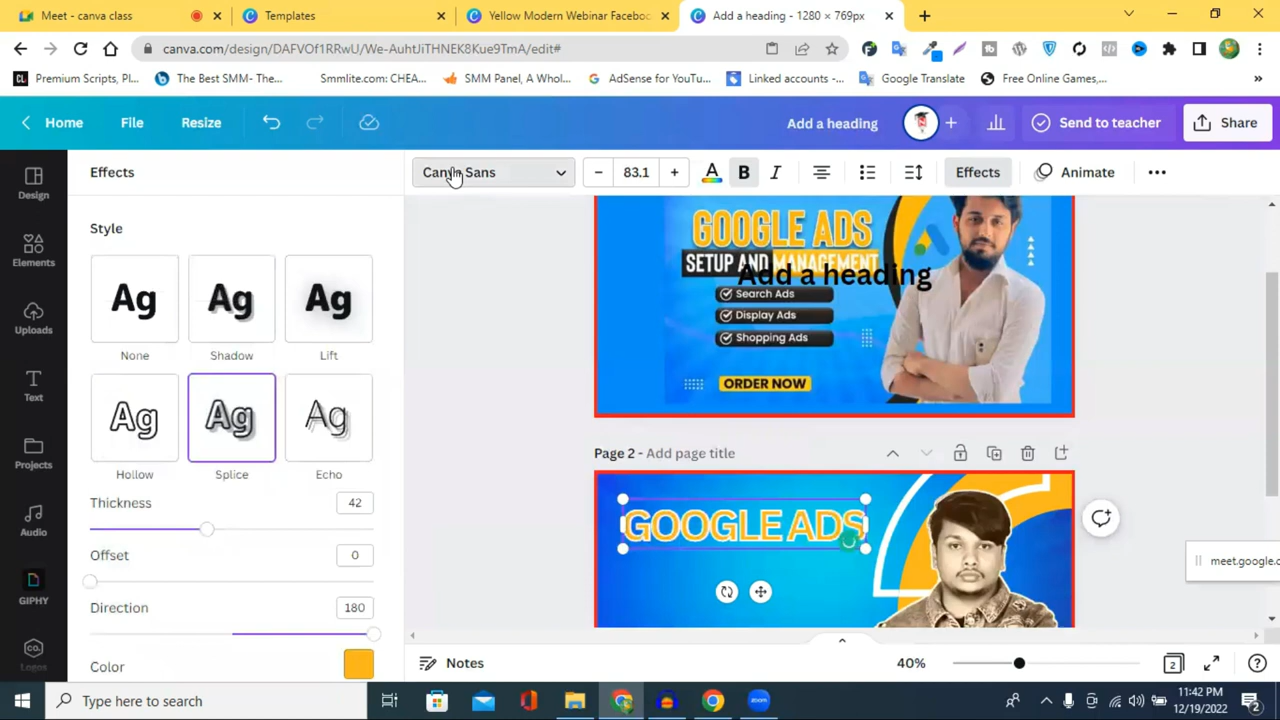 Meet - canva class
Templates
Yellow Modern Webinar Faceboo
Add a heading - 1280 × 769px
canva.com/design/DAFVOf1RRwU/We-AuhtJiTHNEK8Kue9TmA/edit#
Premium Scripts, Pl...
The Best SMM- The...
Smmlite.com: CHEA...
SMM Panel, A Whol...
AdSense for YouTu...
Linked accounts -...
Google Translate
Free Online Games,...
»
Home
File
Resize
Add a heading
Send to teacher
Share
Design
Elements
Uploads
Text
Projects
Audio
GIPHY
Logos
Effects
Canva Sans
83.1
B
I
Effects
Animate
Style
Ag
Ag
Ag
None
Shadow
Lift
Ag
Ag
Ag
Hollow
Splice
Echo
Thickness
42
Offset
0
Direction
180
Color
GOOGLE ADS
SETUP AND MANAGEMENT
Add a heading
Search Ads
Display Ads
Shopping Ads
ORDER NOW
Page 2 - Add page title
GOOGLE ADS
meet.google.c
Notes
40%
2
Type here to search
zoom
11:42 PM
12/19/2022
2